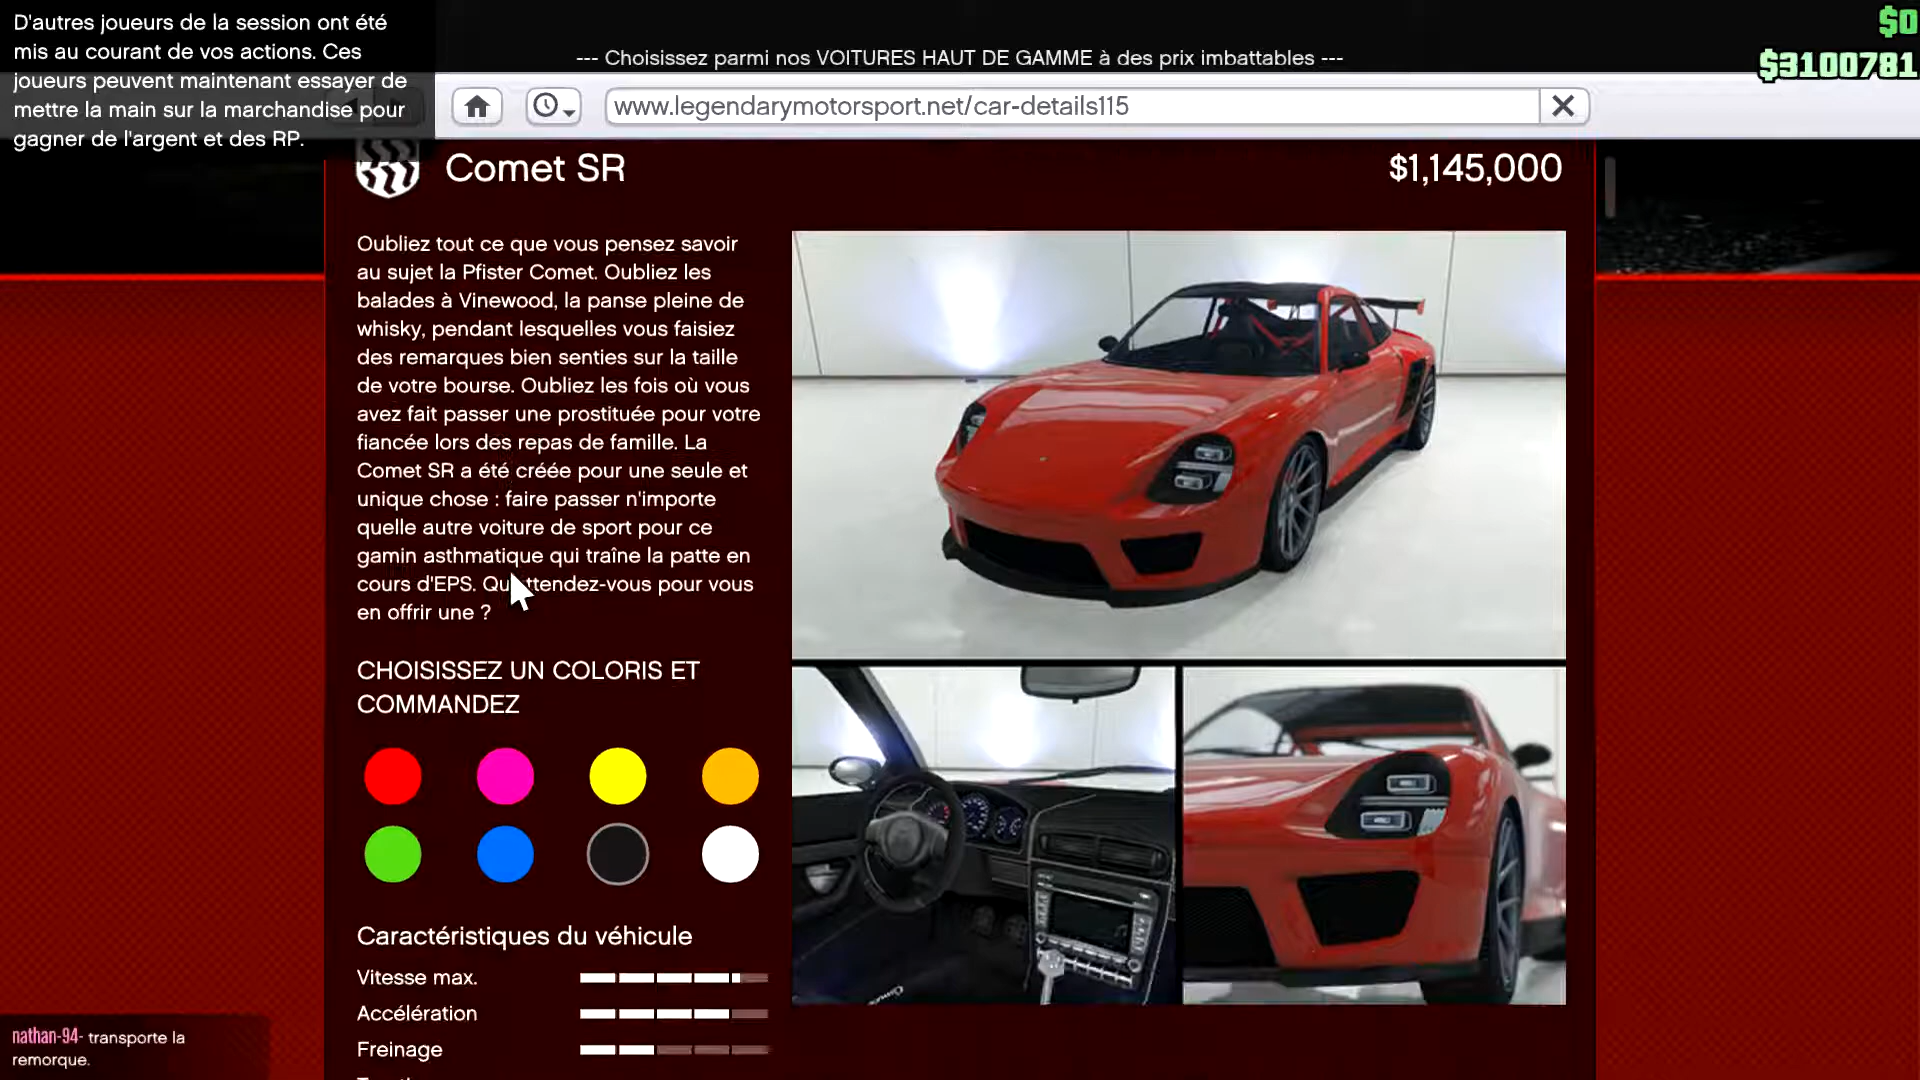 D'autres joueurs de la session ont été
mis au courant de vos actions. Ces
joueurs peuvent maintenant essayer de
mettre la main sur la marchandise pour
gagner de l'argent et des RP.
$0
$3100781
--- Choisissez parmi nos VOITURES HAUT DE GAMME à des prix imbattables ---
www.legendarymotorsport.net/car-details115
Comet SR
$1,145,000
Oubliez tout ce que vous pensez savoir
au sujet la Pfister Comet. Oubliez les
balades à Vinewood, la panse pleine de
whisky, pendant lesquelles vous faisiez
des remarques bien senties sur la taille
de votre bourse. Oubliez les fois où vous
avez fait passer une prostituée pour votre
fiancée lors des repas de famille. La
Comet SR a été créée pour une seule et
unique chose : faire passer n'importe
quelle autre voiture de sport pour ce
gamin asthmatique qui traîne la patte en
cours d'EPS. Qu'attendez-vous pour vous
en offrir une ?
CHOISISSEZ UN COLORIS ET
COMMANDEZ
Caractéristiques du véhicule
Vitesse max.
Accélération
Freinage
nathan-94- transporte la
remorque.